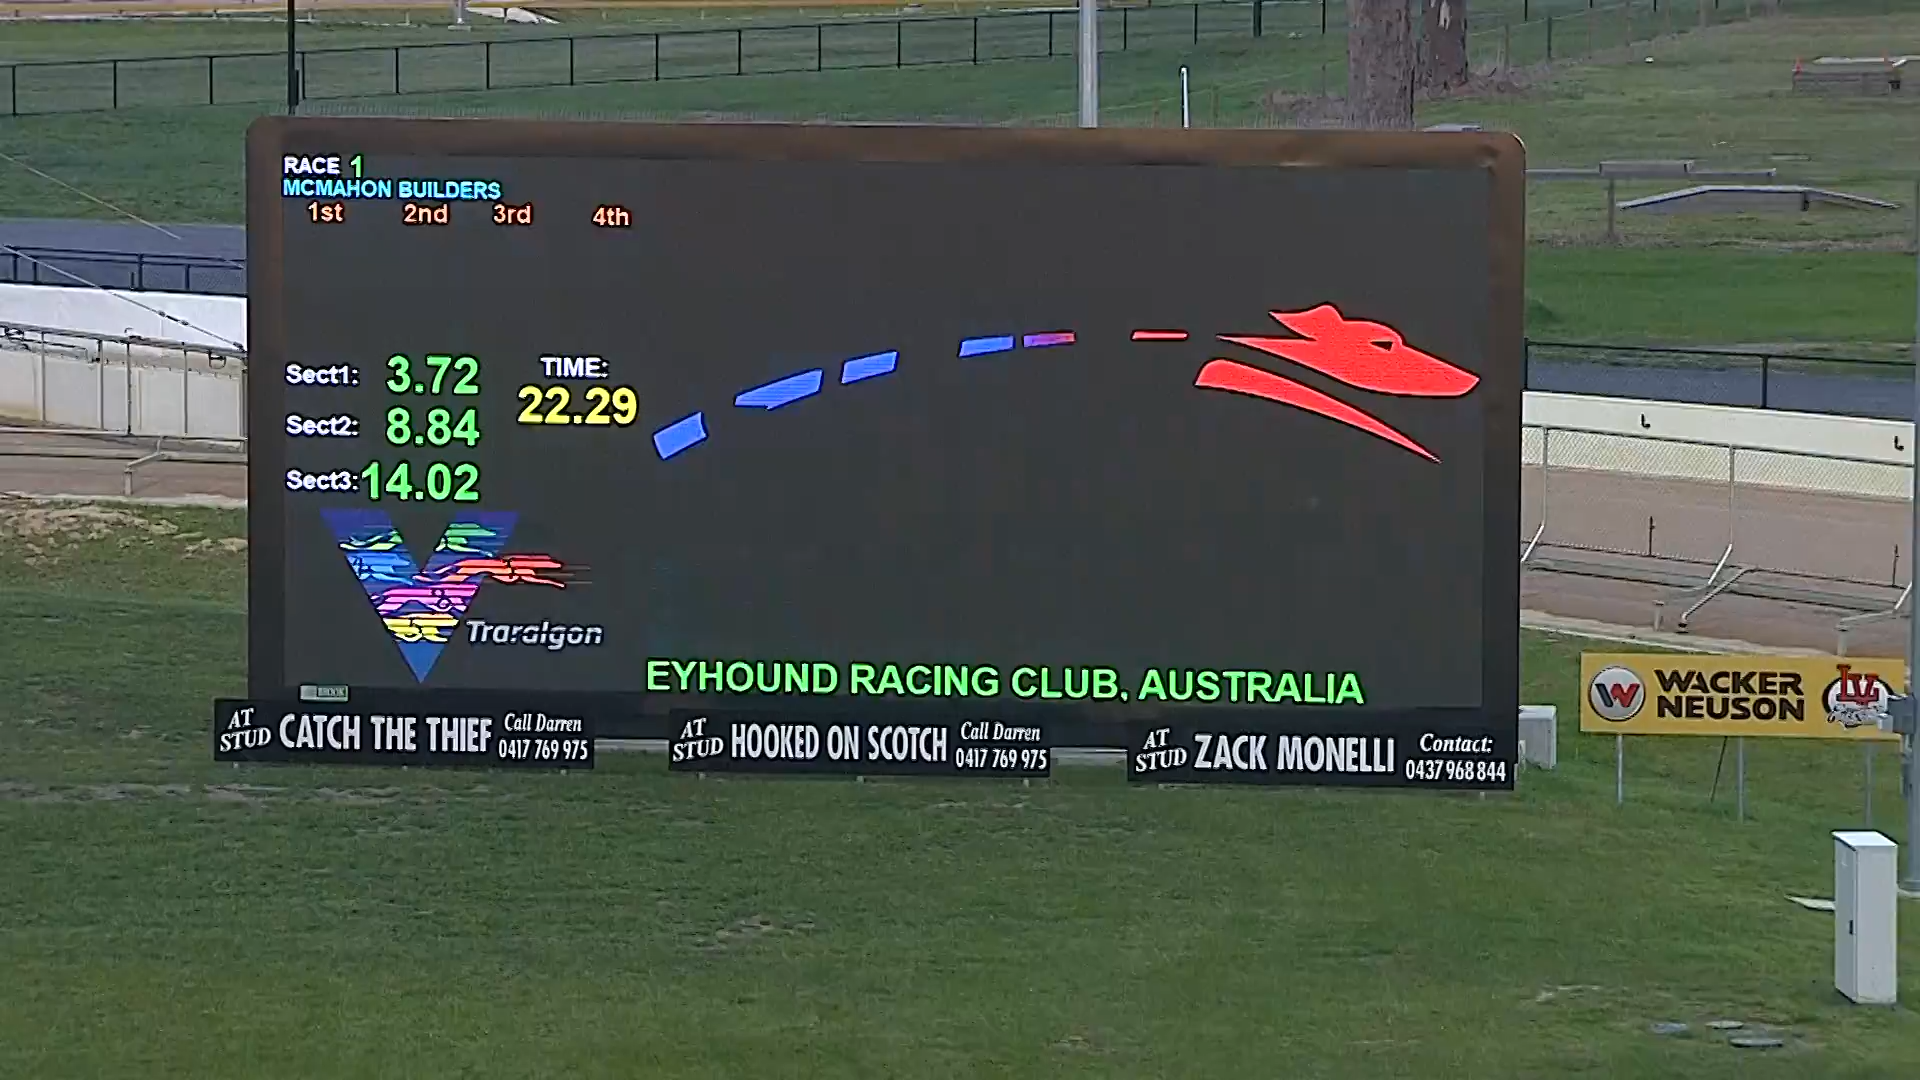 RACE 1
MCMAHON BUILDERS
1st 2nd 3rd 4th
Sect1: 3.72
TIME:
22.29
Sect2: 8.84
Sect3: 14.02
Traralgon
EYHOUND RACING CLUB, AUSTRALIA
AT STUD CATCH THE THIEF Call Darren 0417 769 975
AT STUD HOOKED ON SCOTCH Call Darren 0417 769 975
AT STUD ZACK MONELLI Contact: 0437 968 844
WACKER
NEUSON
LV